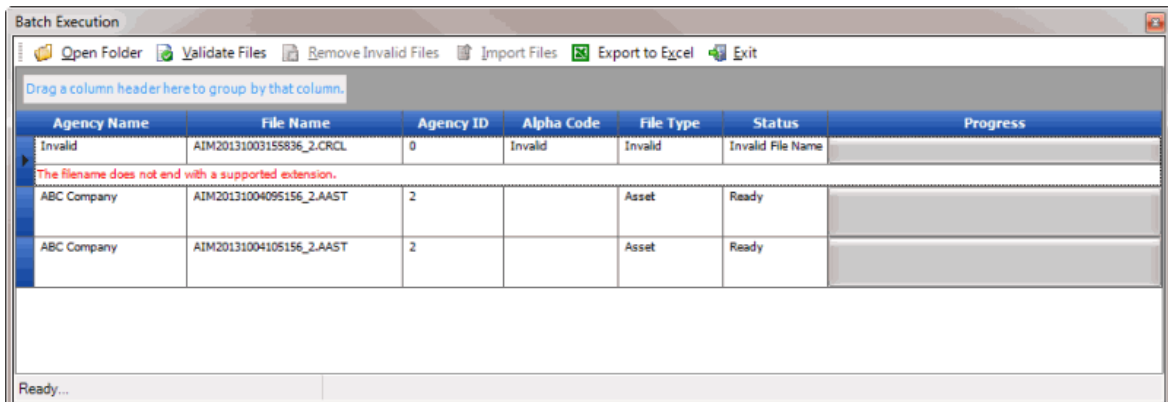 Batch Execution
Open Folder Validate Files Remove Invalid Files Import Files Export to Excel Exit
Drag a column header here to group by that column.
Agency Name File Name Agency ID Alpha Code File Type Status Progress
Invalid AIM20131003155836_2.CRCL 0 Invalid Invalid Invalid File Name
The filename does not end with a supported extension.
ABC Company AIM20131004095156_2.AAST 2 Asset Ready
ABC Company AIM20131004105156_2.AAST 2 Asset Ready
Ready...